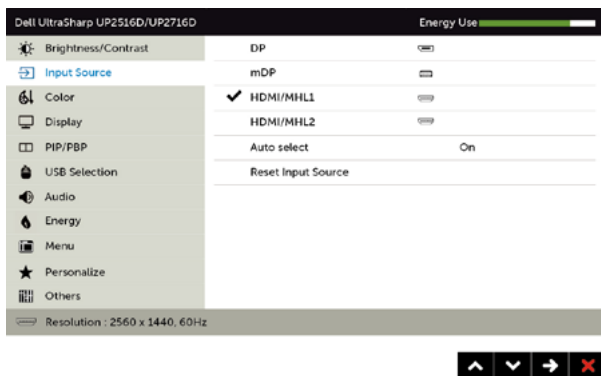 Dell UltraSharp UP2516D/UP2716D Energy Use
Brightness/Contrast DP
Input Source mDP
Color HDMI/MHL1
Display HDMI/MHL2
PIP/PBP Auto select On
USB Selection Reset Input Source
Audio
Energy
Menu
Personalize
Others
Resolution : 2560 x 1440, 60Hz